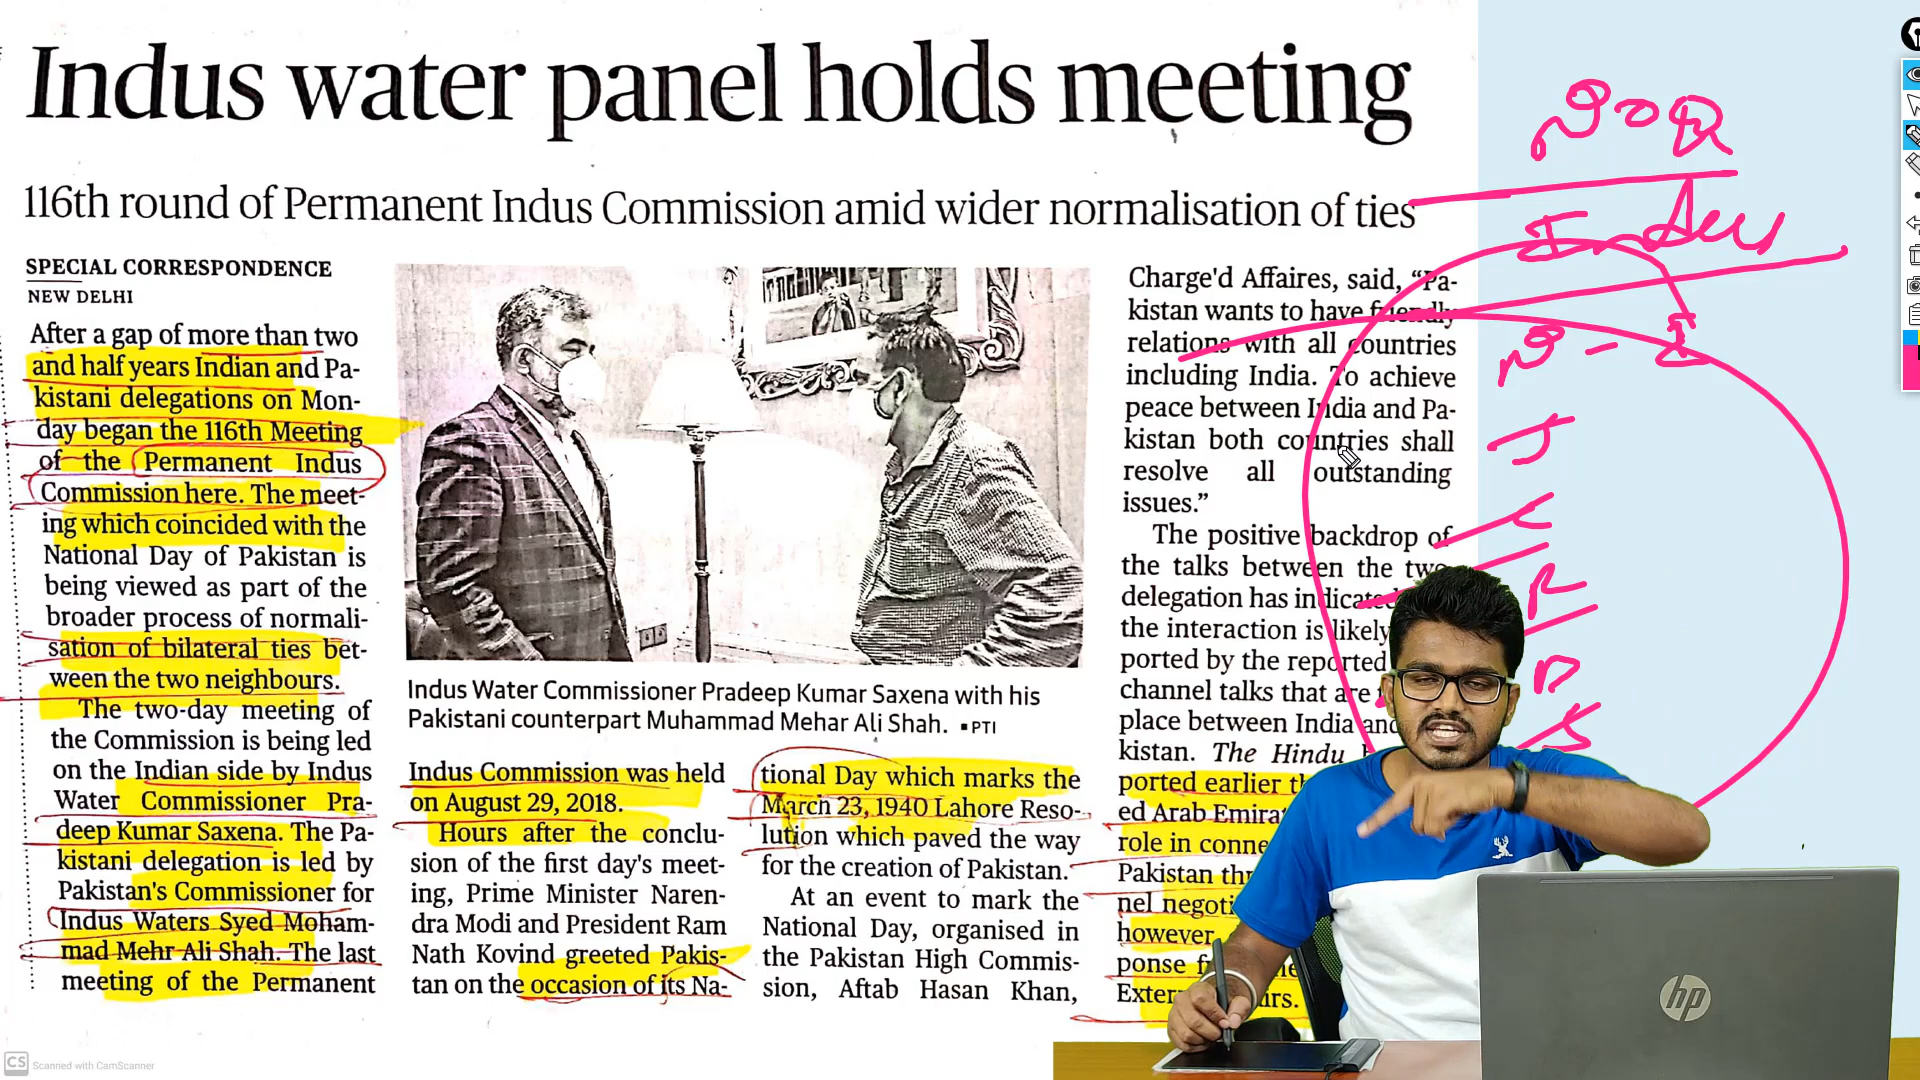 Indus water panel holds meeting
116th round of Permanent Indus Commission amid wider normalisation of ties
SPECIAL CORRESPONDENCE
NEW DELHI
After a gap of more than two
and half years Indian and Pa-
kistani delegations on Mon-
day began the 116th Meeting
of the Permanent Indus
Commission here. The meet-
ing which coincided with the
National Day of Pakistan is
being viewed as part of the
broader process of normali-
sation of bilateral ties bet-
ween the two neighbours.
The two-day meeting of
the Commission is being led
on the Indian side by Indus
Water Commissioner Pra-
deep Kumar Saxena. The Pa-
kistani delegation is led by
Pakistan's Commissioner for
Indus Waters Syed Moham-
mad Mehr Ali Shah. The last
meeting of the Permanent
Indus Water Commissioner Pradeep Kumar Saxena with his
Pakistani counterpart Muhammad Mehar Ali Shah. ▪PTI
Indus Commission was held
on August 29, 2018.
Hours after the conclu-
sion of the first day's meet-
ing, Prime Minister Naren-
dra Modi and President Ram
Nath Kovind greeted Pakis-
tan on the occasion of its Na-
tional Day which marks the
March 23, 1940 Lahore Reso-
lution which paved the way
for the creation of Pakistan.
At an event to mark the
National Day, organised in
the Pakistan High Commis-
sion, Aftab Hasan Khan,
Charge'd Affaires, said, “Pa-
kistan wants to have friendly
relations with all countries
including India. To achieve
peace between India and Pa-
kistan both countries shall
resolve all outstanding
issues.”
The positive backdrop of
the talks between the two
delegation has indicated
the interaction is likely
ported by the reported
channel talks that are
place between India and
kistan. The Hindu
ported earlier
ed Arab
role in
Pakistan
nel
however
Indus
J
C
R
B
S
hp
CS Scanned with CamScanner